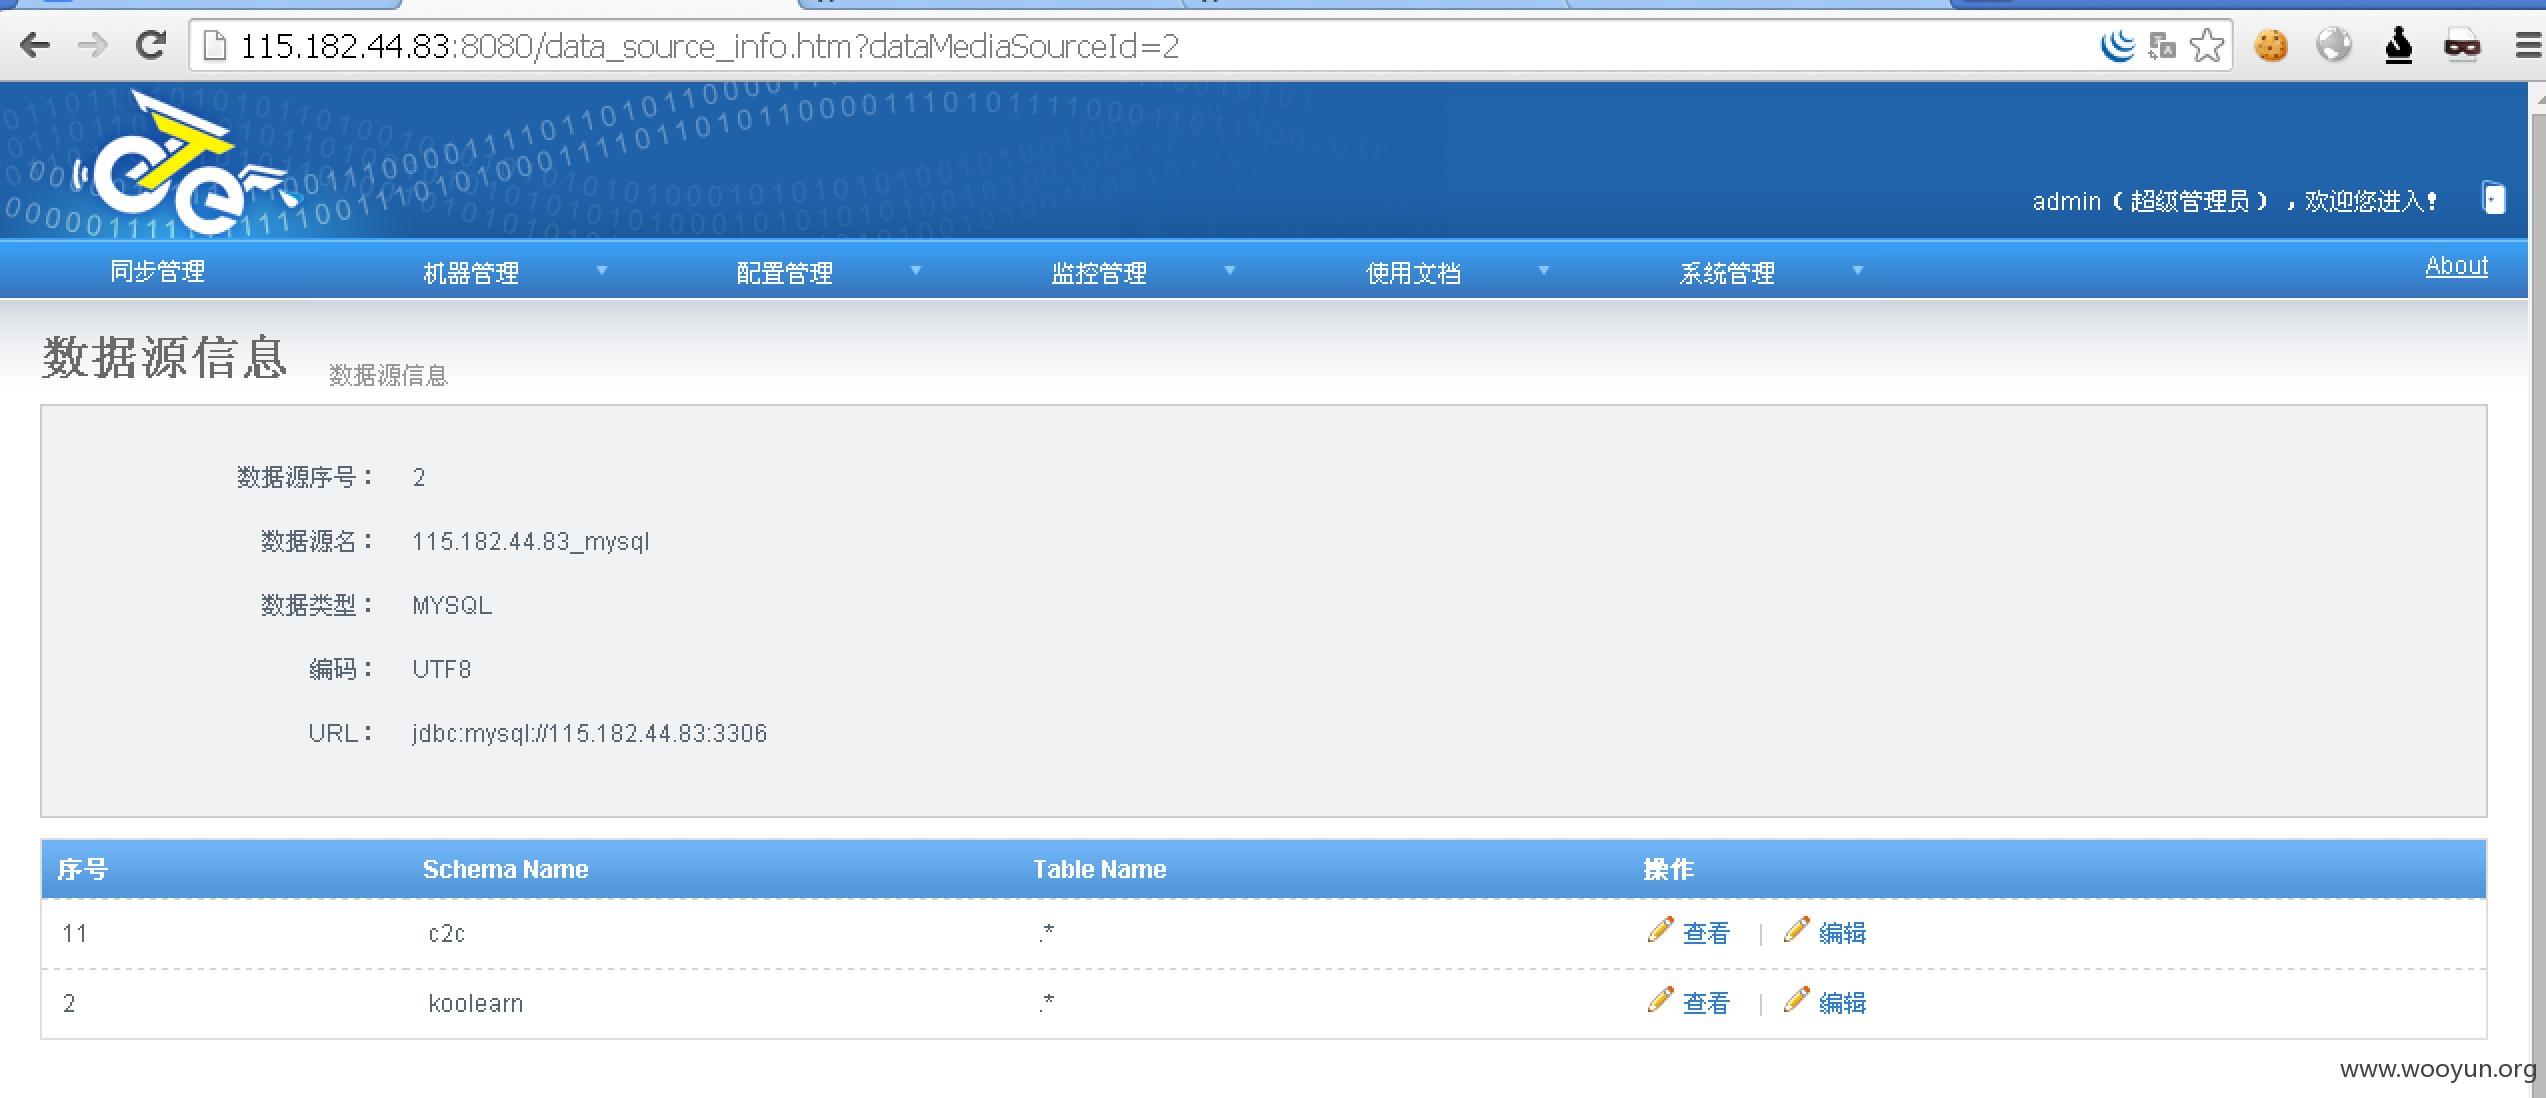 115.182.44.83:8080/data_source_info.htm?dataMediaSourceId=2
admin（超级管理员），欢迎您进入！
同步管理 机器管理 配置管理 监控管理 使用文档 系统管理 About
数据源信息 数据源信息
数据源序号： 2
数据源名： 115.182.44.83_mysql
数据类型： MYSQL
编码： UTF8
URL： jdbc:mysql://115.182.44.83:3306
序号 Schema Name Table Name 操作
11 c2c .* 查看 | 编辑
2 koolearn .* 查看 | 编辑
www.wooyun.org